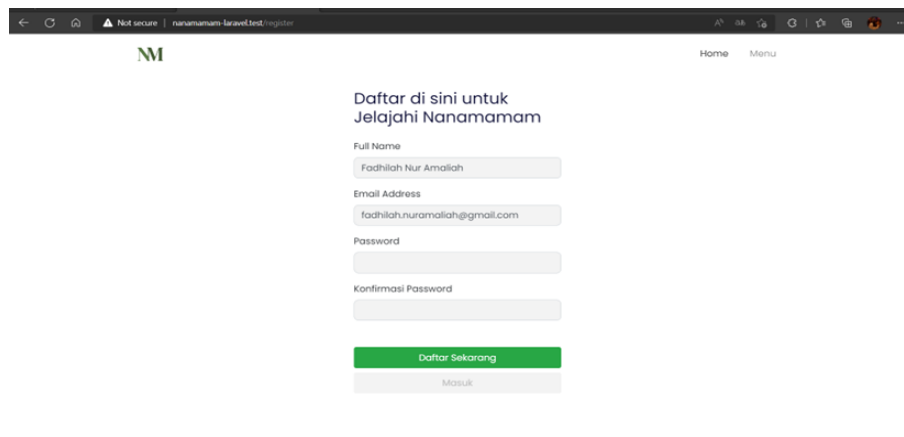 Not secure | nanamamam-laravel.test/register
NM
Home Menu
Daftar di sini untuk
Jelajahi Nanamamam
Full Name
Fadhilah Nur Amaliah
Email Address
fadhilah.nuramaliah@gmail.com
Password
Konfirmasi Password
Daftar Sekarang
Masuk